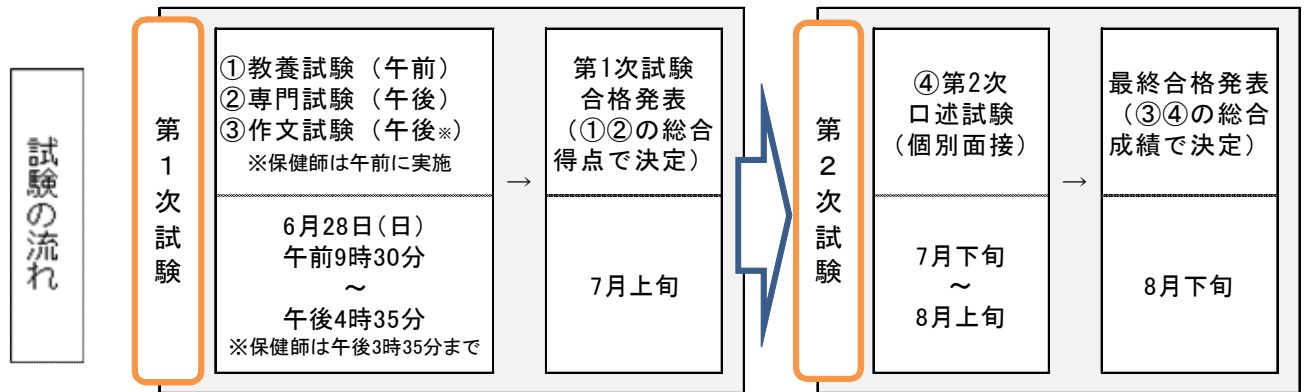 試験の流れ
第1次試験
①教養試験（午前）
②専門試験（午後）
③作文試験（午後※）
※保健師は午前に実施
6月28日（日）
午前9時30分
～
午後4時35分
※保健師は午後3時35分まで
→
第1次試験
合格発表
（①②の総合
得点で決定）
7月上旬
第2次試験
④第2次
口述試験
（個別面接）
7月下旬
～
8月上旬
→
最終合格発表
（③④の総合
成績で決定）
8月下旬